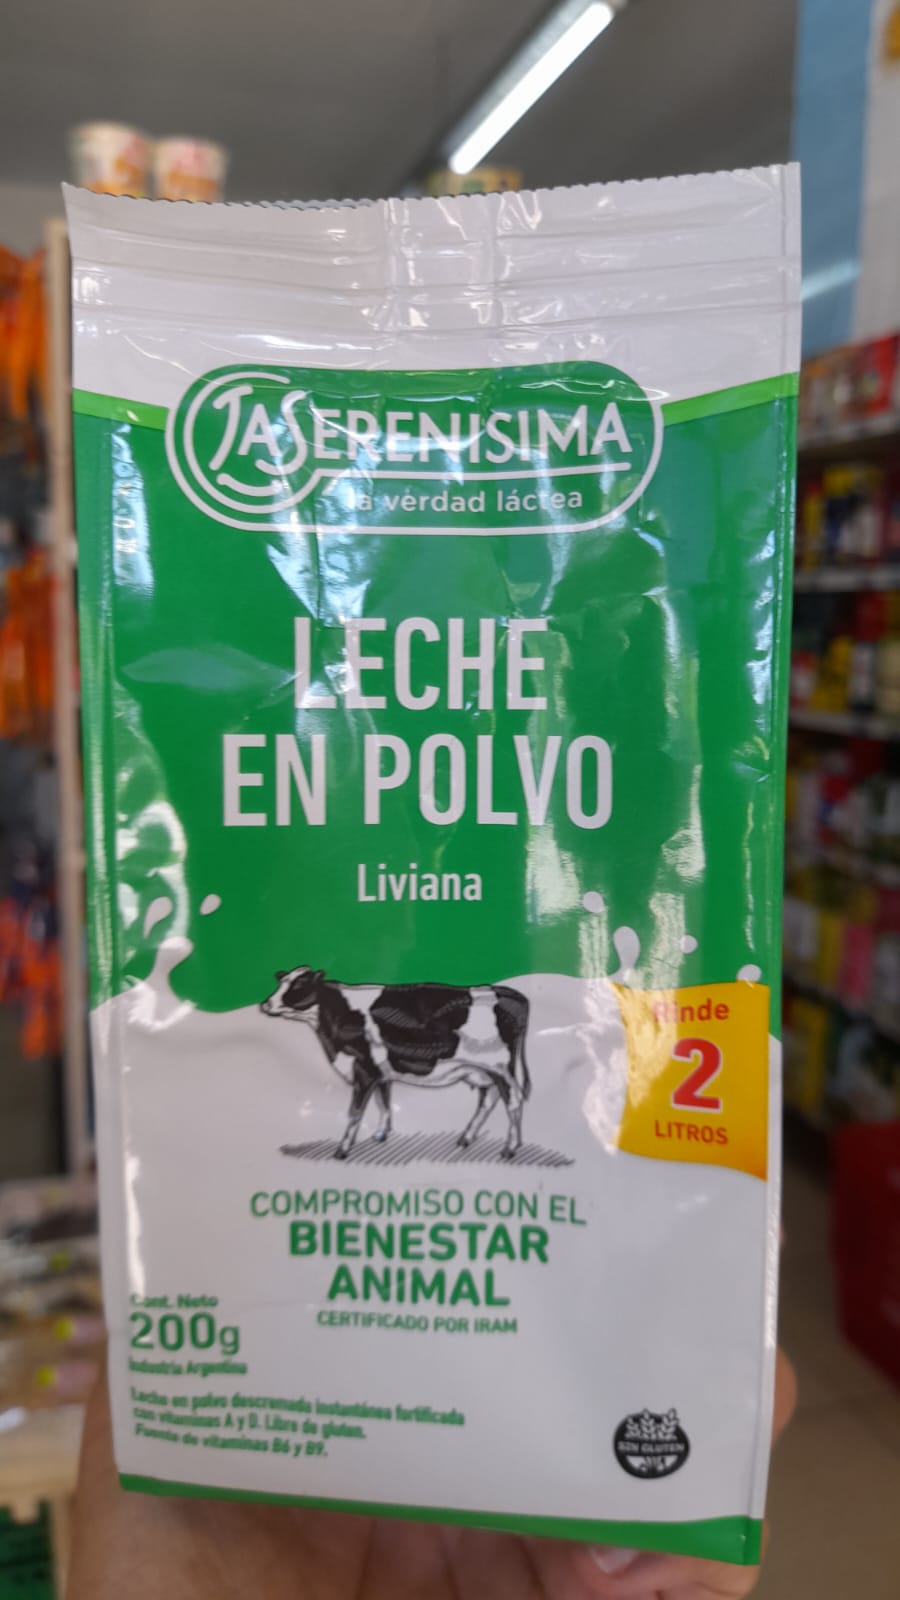 LASERENISIMA
la verdad láctea
LECHE
EN POLVO
Liviana
Rinde
2
LITROS
COMPROMISO CON EL
BIENESTAR
ANIMAL
CERTIFICADO POR IRAM
Cont. Neto
200g
Industria Argentina
Leche en polvo descremada instantánea fortificada
con vitaminas A y D. Libre de gluten.
Fuente de vitaminas B6 y B9.
SIN GLUTEN